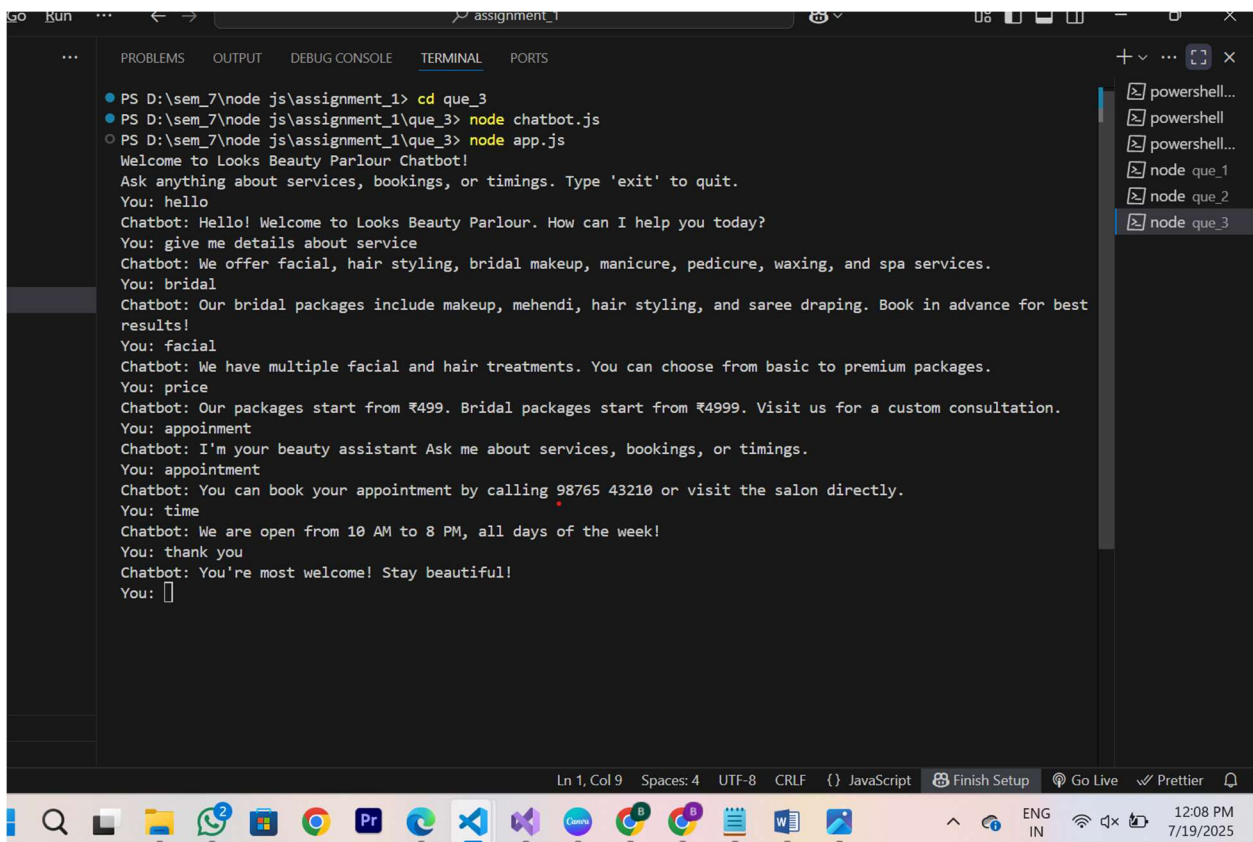 Go Run ··· assignment_1
··· PROBLEMS OUTPUT DEBUG CONSOLE TERMINAL PORTS ···
PS D:\sem_7\node js\assignment_1> cd que_3
PS D:\sem_7\node js\assignment_1\que_3> node chatbot.js
PS D:\sem_7\node js\assignment_1\que_3> node app.js
Welcome to Looks Beauty Parlour Chatbot!
Ask anything about services, bookings, or timings. Type 'exit' to quit.
You: hello
Chatbot: Hello! Welcome to Looks Beauty Parlour. How can I help you today?
You: give me details about service
Chatbot: We offer facial, hair styling, bridal makeup, manicure, pedicure, waxing, and spa services.
You: bridal
Chatbot: Our bridal packages include makeup, mehendi, hair styling, and saree draping. Book in advance for best
results!
You: facial
Chatbot: We have multiple facial and hair treatments. You can choose from basic to premium packages.
You: price
Chatbot: Our packages start from ₹499. Bridal packages start from ₹4999. Visit us for a custom consultation.
You: appoinment
Chatbot: I'm your beauty assistant Ask me about services, bookings, or timings.
You: appointment
Chatbot: You can book your appointment by calling 98765 43210 or visit the salon directly.
You: time
Chatbot: We are open from 10 AM to 8 PM, all days of the week!
You: thank you
Chatbot: You're most welcome! Stay beautiful!
You:
powershell...
powershell
powershell...
node que_1
node que_2
node que_3
Ln 1, Col 9 Spaces: 4 UTF-8 CRLF {} JavaScript Finish Setup Go Live Prettier
2 Pr Canva B B W
ENG
IN
12:08 PM
7/19/2025